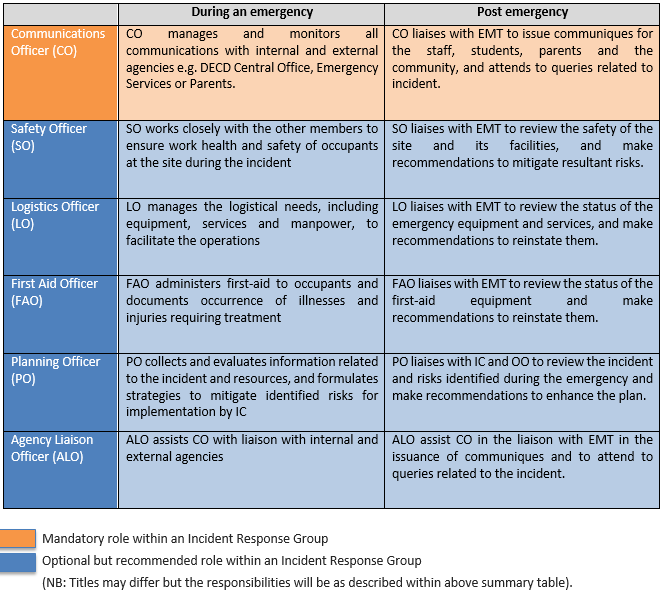 During an emergency
Post emergency
Communications
Officer (CO)
CO manages and monitors all
communications with internal and external
agencies e.g. DECD Central Office, Emergency
Services or Parents.
CO liaises with EMT to issue communiques for
the staff, students, parents and the
community, and attends to queries related to
incident.
Safety Officer
(SO)
SO works closely with the other members to
ensure work health and safety of occupants
at the site during the incident
SO liaises with EMT to review the safety of the
site and its facilities, and make
recommendations to mitigate resultant risks.
Logistics Officer
(LO)
LO manages the logistical needs, including
equipment, services and manpower, to
facilitate the operations
LO liaises with EMT to review the status of the
emergency equipment and services, and make
recommendations to reinstate them.
First Aid Officer
(FAO)
FAO administers first-aid to occupants and
documents occurrence of illnesses and
injuries requiring treatment
FAO liaises with EMT to review the status of the
first-aid equipment and make
recommendations to reinstate them.
Planning Officer
(PO)
PO collects and evaluates information related
to the incident and resources, and formulates
strategies to mitigate identified risks for
implementation by IC
PO liaises with IC and OO to review the incident
and risks identified during the emergency and
make recommendations to enhance the plan.
Agency Liaison
Officer (ALO)
ALO assists CO with liaison with internal and
external agencies
ALO assist CO in the liaison with EMT in the
issuance of communiques and to attend to
queries related to the incident.
Mandatory role within an Incident Response Group
Optional but recommended role within an Incident Response Group
(NB: Titles may differ but the responsibilities will be as described within above summary table).